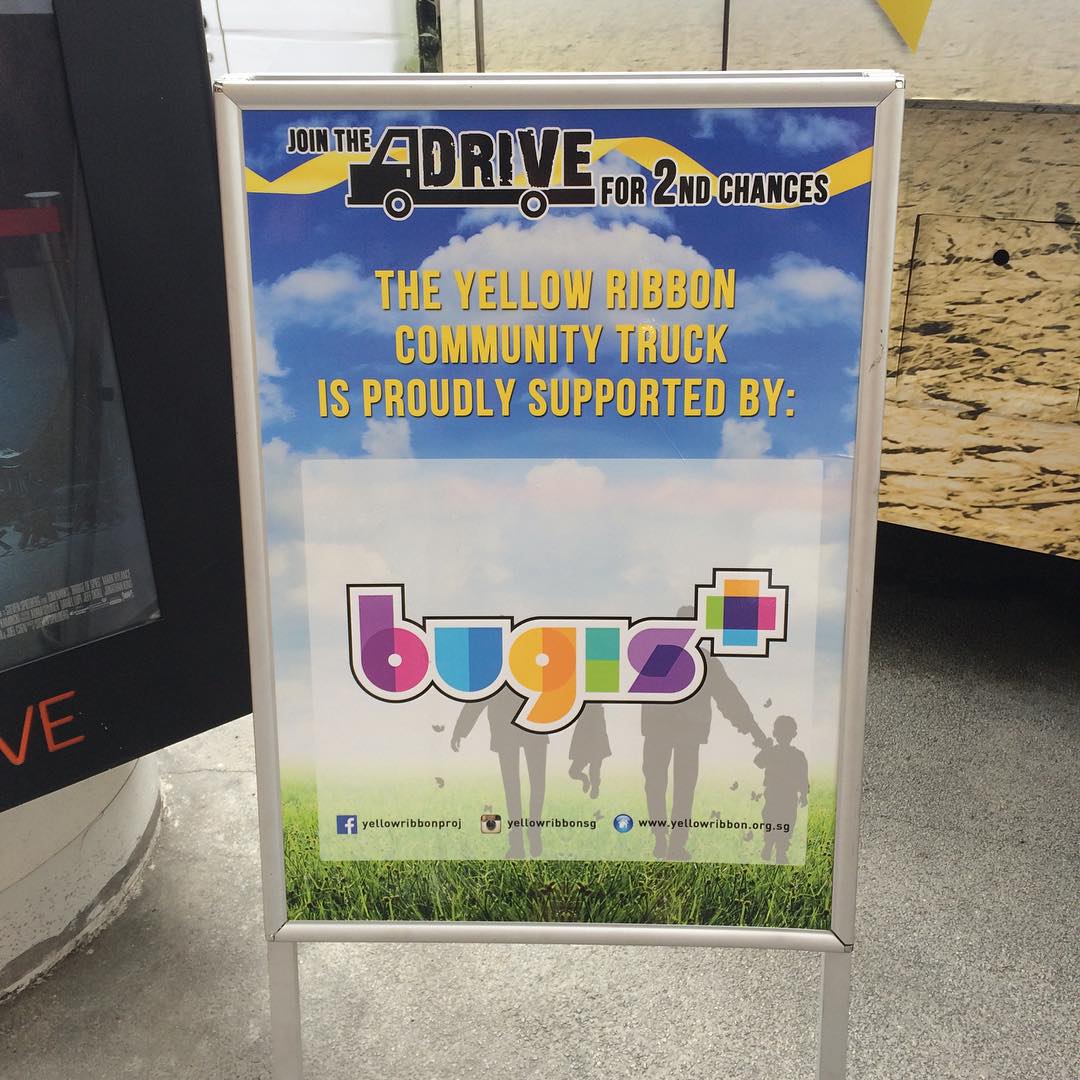 JOIN THE DRIVE FOR 2ND CHANCES
THE YELLOW RIBBON
COMMUNITY TRUCK
IS PROUDLY SUPPORTED BY:
bugis+
yellowribbonproj yellowribbonsg www.yellowribbon.org.sg
VE